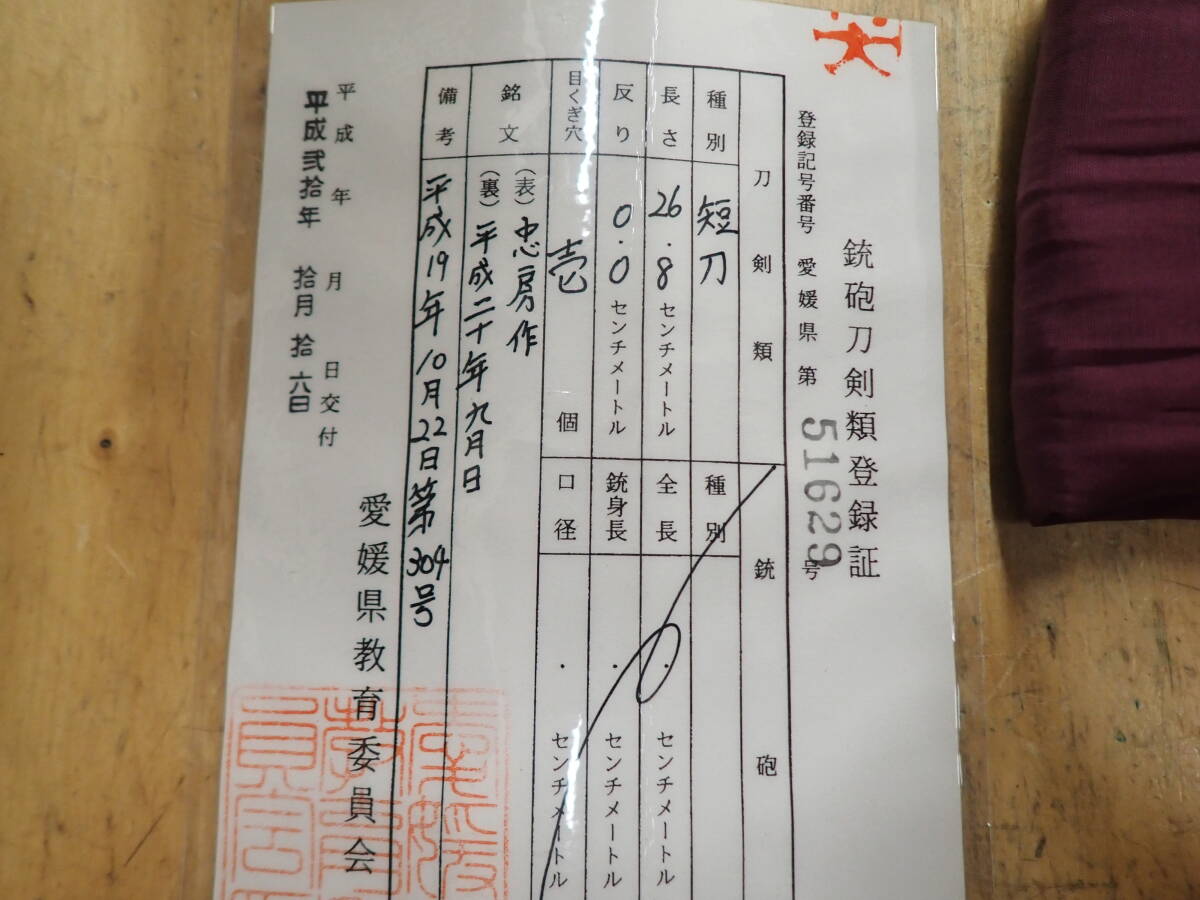 銃砲刀剣類登録証
登録記号番号 愛媛県 第 51629 号
刀剣類
種別 短刀
長さ 26.8 センチメートル
反り 0.0 センチメートル
目くぎ穴 壱 個
銘文 (表) 忠房作
(裏) 平成二十年九月日
備考 平成19年10月22日第304号
銃砲
種別
全長 . センチメートル
銃身長 . センチメートル
口径 . センチメートル
平成 年 月 日交付
平成弐拾年 拾月 拾六日
愛媛県教育委員会